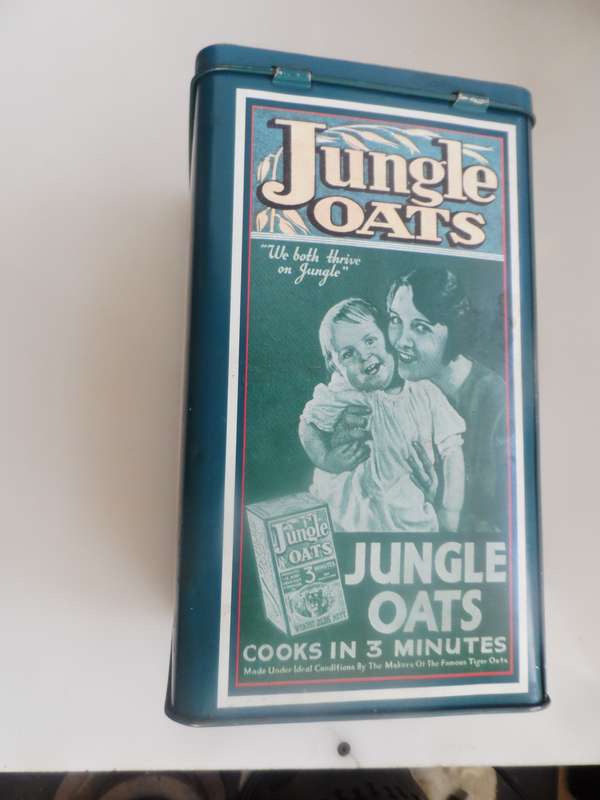 Jungle
OATS
"We both thrive
on Jungle"
Jungle
OATS
3 MINUTES
JUNGLE
OATS
COOKS IN 3 MINUTES
Made Under Ideal Conditions By The Makers Of The Famous Tiger Oats